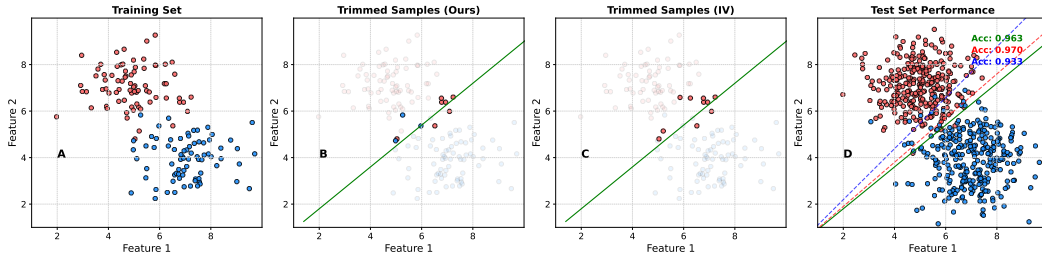 Training Set
Feature 2
8
6
4
2
A
2
4
6
8
Feature 1
Trimmed Samples (Ours)
Feature 2
8
6
4
2
B
2
4
6
8
Feature 1
Trimmed Samples (IV)
Feature 2
8
6
4
2
C
2
4
6
8
Feature 1
Test Set Performance
Feature 2
8
6
4
2
Acc: 0.963
Acc: 0.970
Acc: 0.933
D
2
4
6
8
Feature 1